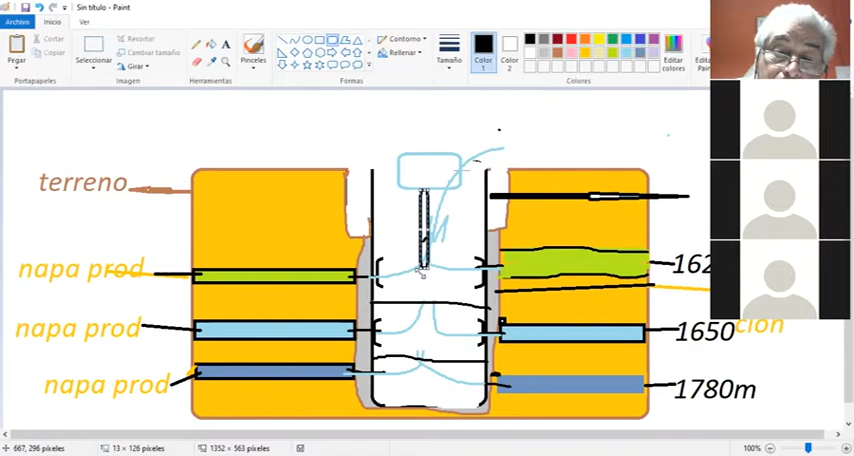 Sin título - Paint
Archivo
Inicio
Ver
Pegar
Cortar
Copiar
Portapapeles
Seleccionar
Recortar
Cambiar tamaño
Girar
Imagen
A
Herramientas
Pinceles
Formas
Contorno
Rellenar
Tamaño
Color 1
Color 2
Colores
Editar colores
terreno
napa prod
napa prod
1650
ción
napa prod
1780m
667, 296 píxeles
13 × 126 píxeles
1352 × 563 píxeles
100%